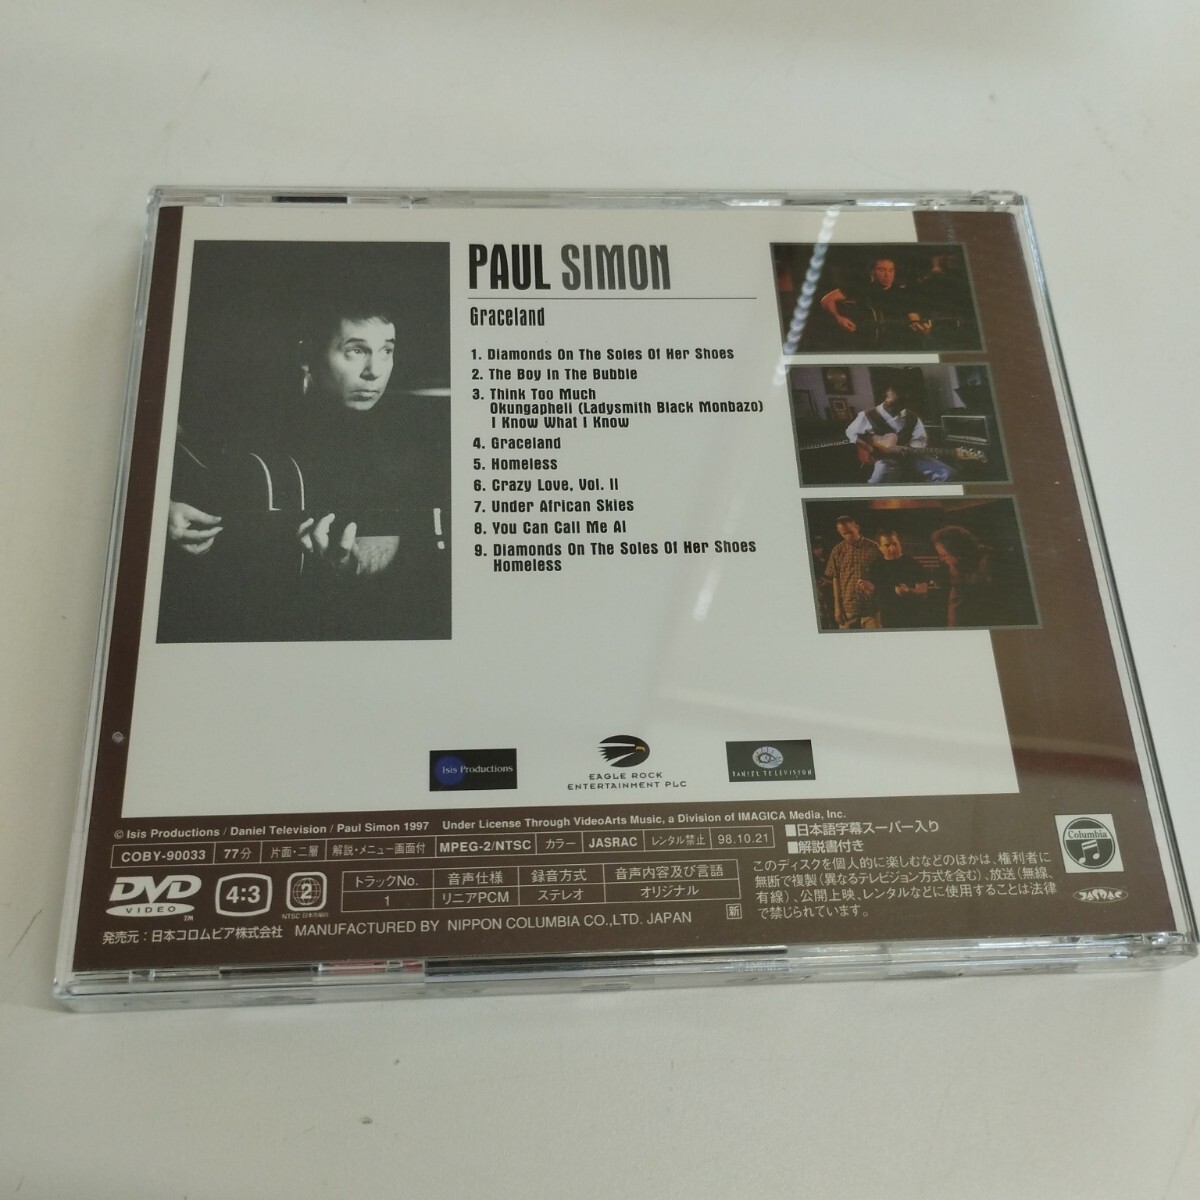 PAUL SIMON
Graceland
1. Diamonds On The Soles Of Her Shoes
2. The Boy In The Bubble
3. Think Too Much
Okungapheli (Ladysmith Black Monbazo)
I Know What I Know
4. Graceland
5. Homeless
6. Crazy Love, Vol. II
7. Under African Skies
8. You Can Call Me Al
9. Diamonds On The Soles Of Her Shoes
Homeless
Isis Productions
EAGLE ROCK
ENTERTAINMENT PLC
DANIEL TELEVISION
© Isis Productions / Daniel Television / Paul Simon 1997 Under License Through VideoArts Music, a Division of IMAGICA Media, Inc.
COBY-90033 77分 片面・二層 解説・メニュー画面付 MPEG-2/NTSC カラー JASRAC レンタル禁止 98.10.21
■日本語字幕スーパー入り
■解説書付き
Columbia
DVD
VIDEO
TM
4:3
2
NTSC 日本市場向
トラックNo. 音声仕様 録音方式 音声内容及び言語
1 リニアPCM ステレオ オリジナル
このディスクを個人的に楽しむなどのほかは、権利者に
無断で複製(異なるテレビジョン方式を含む)、放送(無線、
有線)、公開上映、レンタルなどに使用することは法律
で禁じられています。
JASRAC
新
発売元：日本コロムビア株式会社 MANUFACTURED BY NIPPON COLUMBIA CO.,LTD. JAPAN